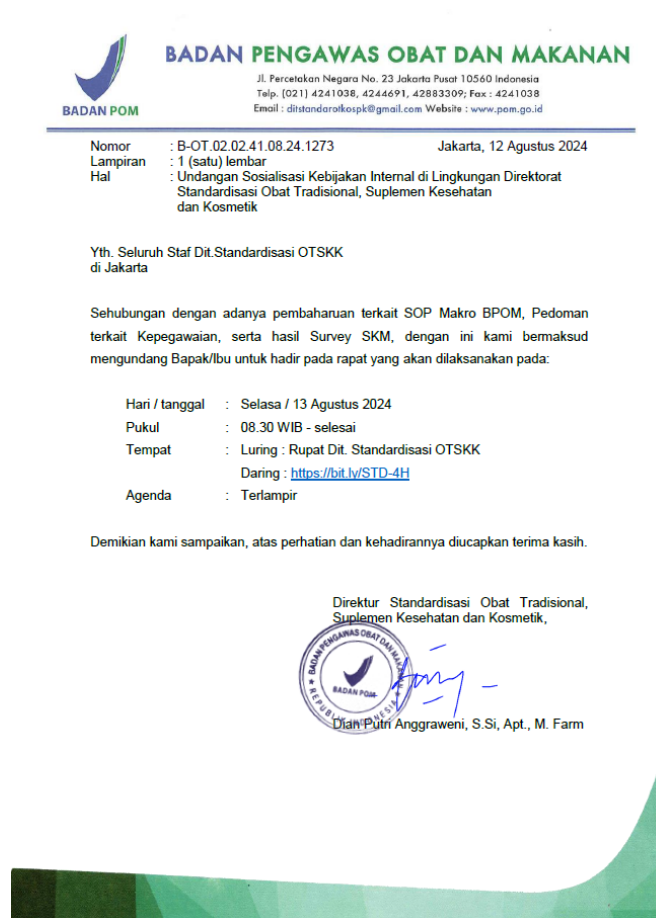 BADAN PENGAWAS OBAT DAN MAKANAN
Jl. Percetakan Negara No. 23 Jakarta Pusat 10560 Indonesia
Telp. (021) 4241038, 4244691, 42883309; Fax : 4241038
Email : ditstandarotkospk@gmail.com Website : www.pom.go.id
BADAN POM
Nomor : B-OT.02.02.41.08.24.1273 Jakarta, 12 Agustus 2024
Lampiran : 1 (satu) lembar
Hal : Undangan Sosialisasi Kebijakan Internal di Lingkungan Direktorat
Standardisasi Obat Tradisional, Suplemen Kesehatan
dan Kosmetik
Yth. Seluruh Staf Dit.Standardisasi OTSKK
di Jakarta
Sehubungan dengan adanya pembaharuan terkait SOP Makro BPOM, Pedoman
terkait Kepegawaian, serta hasil Survey SKM, dengan ini kami bermaksud
mengundang Bapak/Ibu untuk hadir pada rapat yang akan dilaksanakan pada:
Hari / tanggal : Selasa / 13 Agustus 2024
Pukul : 08.30 WIB - selesai
Tempat : Luring : Rupat Dit. Standardisasi OTSKK
Daring : https://bit.ly/STD-4H
Agenda : Terlampir
Demikian kami sampaikan, atas perhatian dan kehadirannya diucapkan terima kasih.
Direktur Standardisasi Obat Tradisional,
Suplemen Kesehatan dan Kosmetik,
BADAN PENGAWAS OBAT DAN MAKANAN
BADAN POM
REPUBLIK INDONESIA
Dian Putri Anggraweni, S.Si, Apt., M. Farm